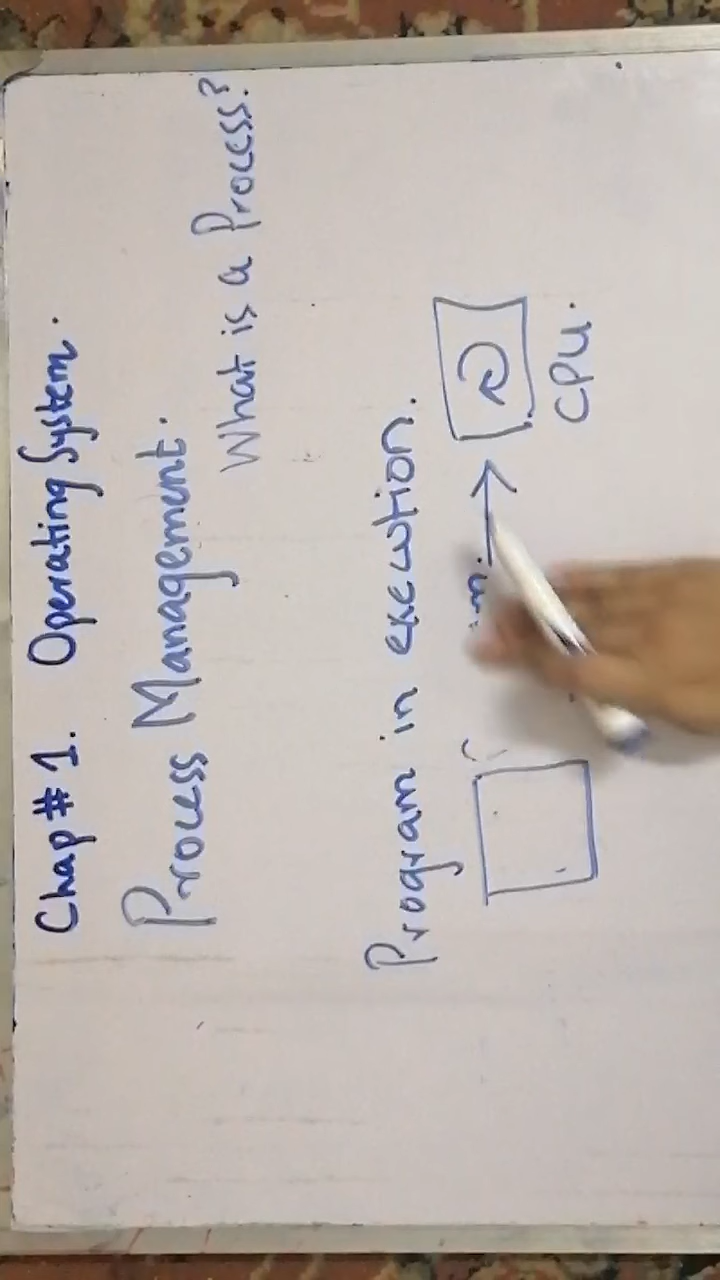 Chap # 1. Operating System.
Process Management.
What is a Process?
Program in execution.
CPU.